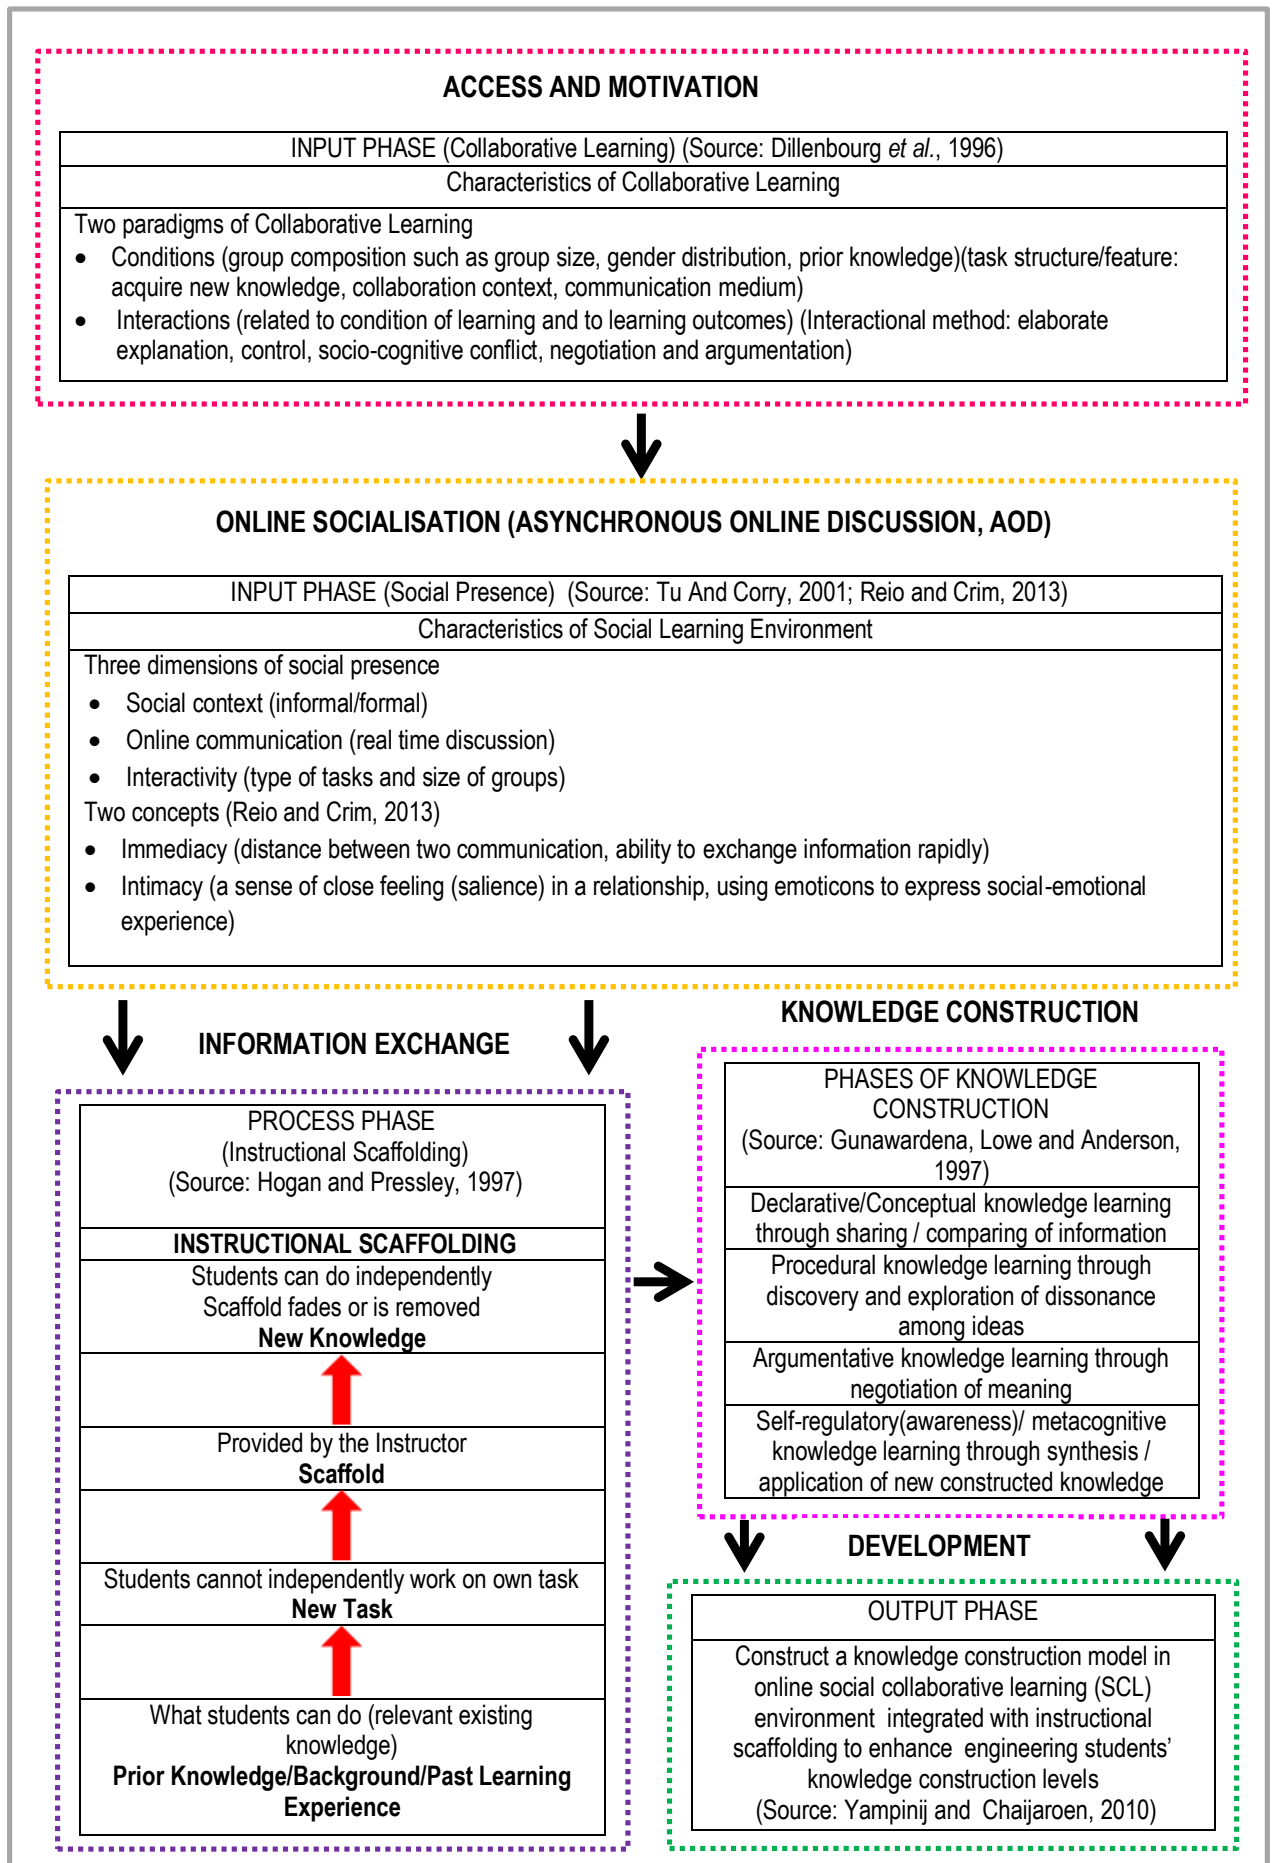 ACCESS AND MOTIVATION
INPUT PHASE (Collaborative Learning) (Source: Dillenbourg et al., 1996)
Characteristics of Collaborative Learning
Two paradigms of Collaborative Learning
• Conditions (group composition such as group size, gender distribution, prior knowledge)(task structure/feature:
acquire new knowledge, collaboration context, communication medium)
• Interactions (related to condition of learning and to learning outcomes) (Interactional method: elaborate
explanation, control, socio-cognitive conflict, negotiation and argumentation)
ONLINE SOCIALISATION (ASYNCHRONOUS ONLINE DISCUSSION, AOD)
INPUT PHASE (Social Presence) (Source: Tu And Corry, 2001; Reio and Crim, 2013)
Characteristics of Social Learning Environment
Three dimensions of social presence
• Social context (informal/formal)
• Online communication (real time discussion)
• Interactivity (type of tasks and size of groups)
Two concepts (Reio and Crim, 2013)
• Immediacy (distance between two communication, ability to exchange information rapidly)
• Intimacy (a sense of close feeling (salience) in a relationship, using emoticons to express social-emotional
experience)
INFORMATION EXCHANGE
PROCESS PHASE
(Instructional Scaffolding)
(Source: Hogan and Pressley, 1997)
INSTRUCTIONAL SCAFFOLDING
Students can do independently
Scaffold fades or is removed
New Knowledge
Provided by the Instructor
Scaffold
Students cannot independently work on own task
New Task
What students can do (relevant existing
knowledge)
Prior Knowledge/Background/Past Learning
Experience
KNOWLEDGE CONSTRUCTION
PHASES OF KNOWLEDGE
CONSTRUCTION
(Source: Gunawardena, Lowe and Anderson,
1997)
Declarative/Conceptual knowledge learning
through sharing / comparing of information
Procedural knowledge learning through
discovery and exploration of dissonance
among ideas
Argumentative knowledge learning through
negotiation of meaning
Self-regulatory(awareness)/ metacognitive
knowledge learning through synthesis /
application of new constructed knowledge
DEVELOPMENT
OUTPUT PHASE
Construct a knowledge construction model in
online social collaborative learning (SCL)
environment integrated with instructional
scaffolding to enhance engineering students’
knowledge construction levels
(Source: Yampinij and Chaijaroen, 2010)